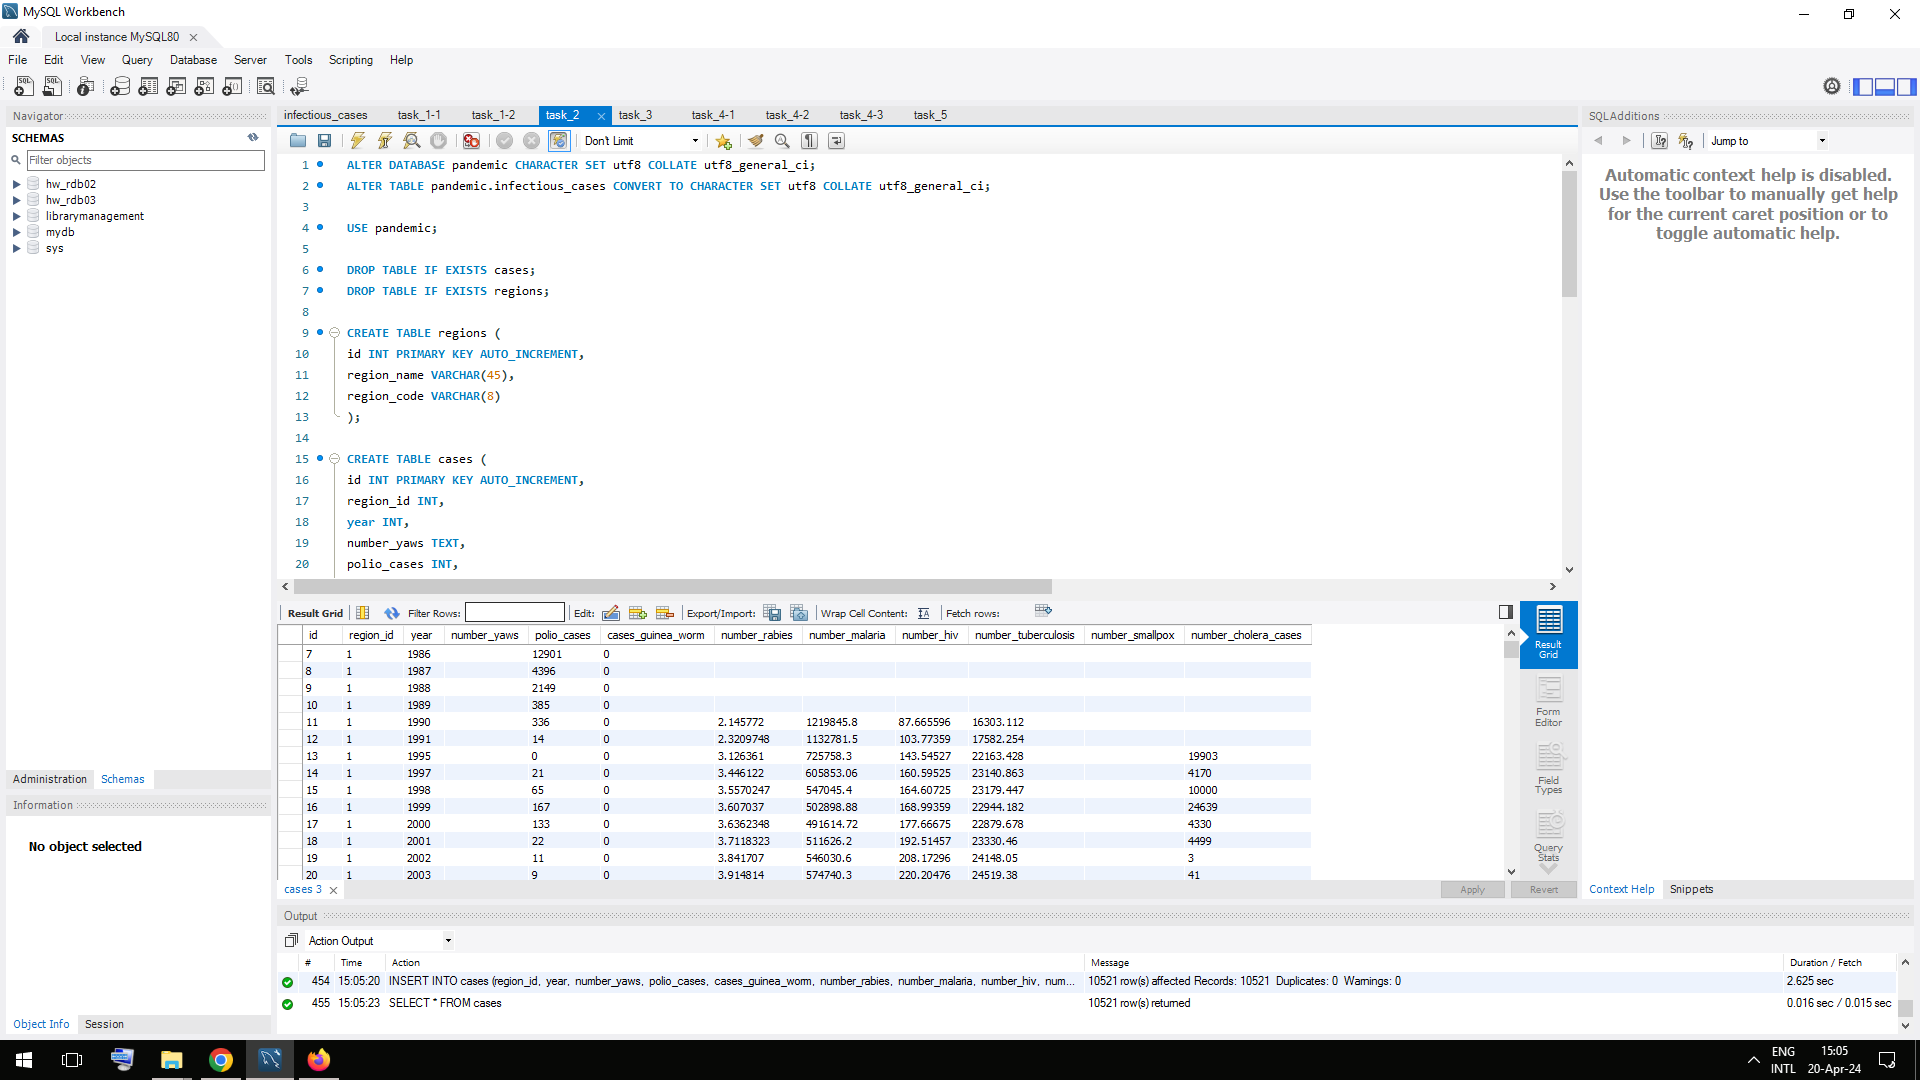 MySQL Workbench
Local instance MySQL80
File Edit View Query Database Server Tools Scripting Help
Navigator
SCHEMAS
Filter objects
hw_rdb02
hw_rdb03
librarymanagement
mydb
sys
Administration Schemas
Information
No object selected
Object Info Session
infectious_cases task_1-1 task_1-2 task_2 task_3 task_4-1 task_4-2 task_4-3 task_5
Don't Limit
1 ALTER DATABASE pandemic CHARACTER SET utf8 COLLATE utf8_general_ci;
2 ALTER TABLE pandemic.infectious_cases CONVERT TO CHARACTER SET utf8 COLLATE utf8_general_ci;
3
4 USE pandemic;
5
6 DROP TABLE IF EXISTS cases;
7 DROP TABLE IF EXISTS regions;
8
9 CREATE TABLE regions (
10 id INT PRIMARY KEY AUTO_INCREMENT,
11 region_name VARCHAR(45),
12 region_code VARCHAR(8)
13 );
14
15 CREATE TABLE cases (
16 id INT PRIMARY KEY AUTO_INCREMENT,
17 region_id INT,
18 year INT,
19 number_yaws TEXT,
20 polio_cases INT,
Result Grid Filter Rows: Edit: Export/Import: Wrap Cell Content: Fetch rows:
id region_id year number_yaws polio_cases cases_guinea_worm number_rabies number_malaria number_hiv number_tuberculosis number_smallpox number_cholera_cases
7 1 1986 12901 0
8 1 1987 4396 0
9 1 1988 2149 0
10 1 1989 385 0
11 1 1990 336 0 2.145772 1219845.8 87.665596 16303.112
12 1 1991 14 0 2.3209748 1132781.5 103.77359 17582.254
13 1 1995 0 0 3.126361 725758.3 143.54527 22163.428 19903
14 1 1997 21 0 3.446122 605853.06 160.59525 23140.863 4170
15 1 1998 65 0 3.5570247 547045.4 164.60725 23179.447 10000
16 1 1999 167 0 3.607037 502898.88 168.99359 22944.182 24639
17 1 2000 133 0 3.6362348 491614.72 177.66675 22879.678 4330
18 1 2001 22 0 3.7118323 511626.2 192.51457 23330.46 4499
19 1 2002 11 0 3.841707 546030.6 208.17296 24148.05 3
20 1 2003 9 0 3.914814 574740.3 220.20476 24519.38 41
Result
Grid
Form
Editor
Field
Types
Query
Stats
cases 3
Apply Revert
SQLAdditions
Jump to
Automatic context help is disabled.
Use the toolbar to manually get help
for the current caret position or to
toggle automatic help.
Context Help Snippets
Output
Action Output
# Time Action Message Duration / Fetch
454 15:05:20 INSERT INTO cases (region_id, year, number_yaws, polio_cases, cases_guinea_worm, number_rabies, number_malaria, number_hiv, num... 10521 row(s) affected Records: 10521 Duplicates: 0 Warnings: 0 2.625 sec
455 15:05:23 SELECT * FROM cases 10521 row(s) returned 0.016 sec / 0.015 sec
ENG
INTL
15:05
20-Apr-24